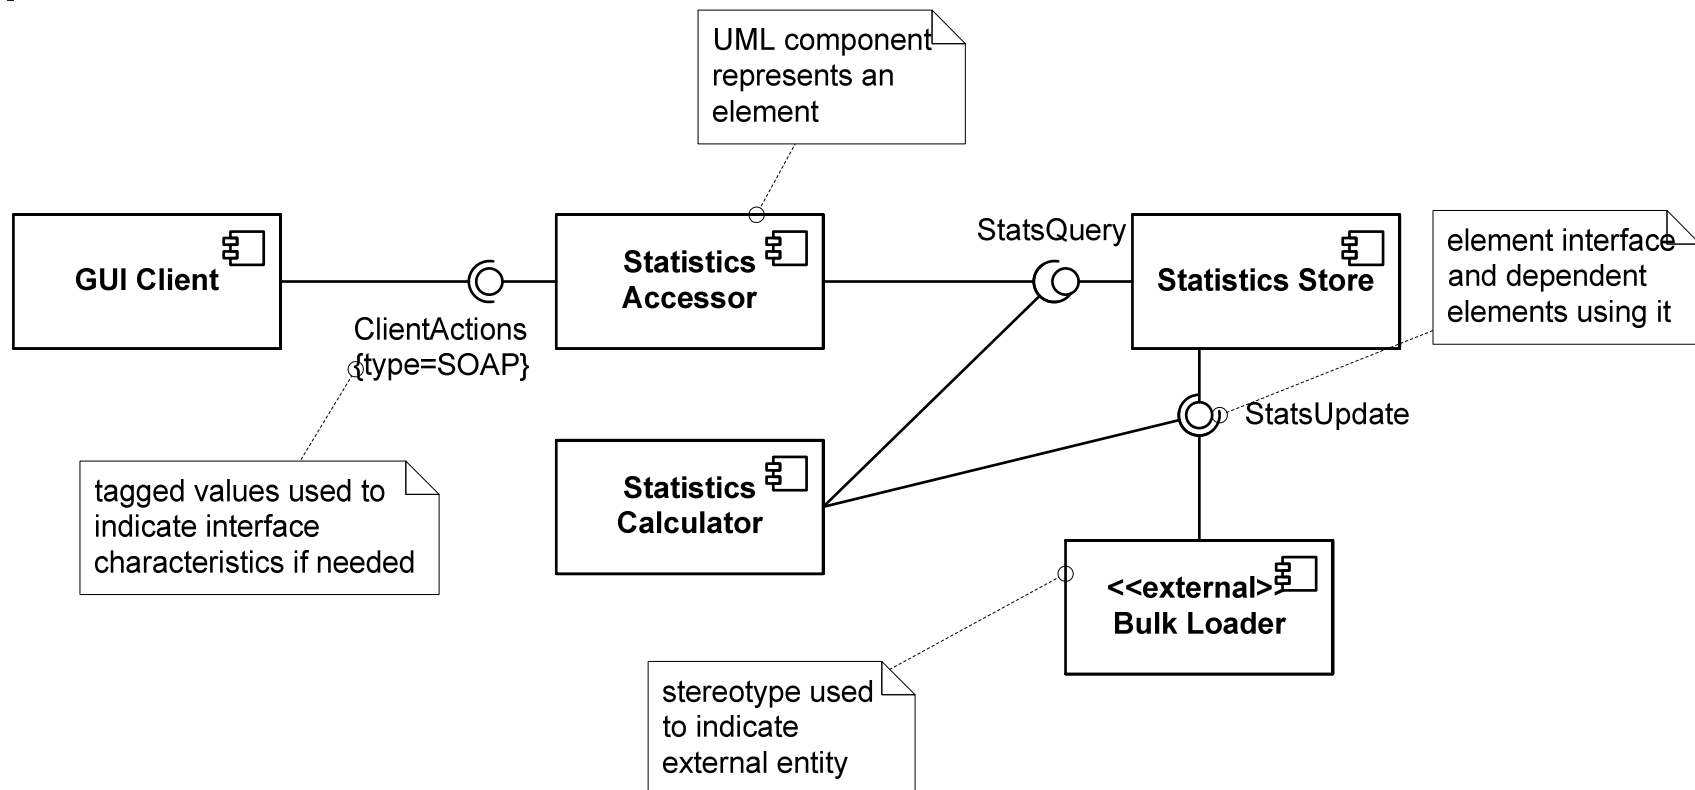 UML component
represents an
element
GUI Client
Statistics
Accessor
StatsQuery
Statistics Store
element interface
and dependent
elements using it
ClientActions
{type=SOAP}
StatsUpdate
tagged values used to
indicate interface
characteristics if needed
Statistics
Calculator
<<external>>
Bulk Loader
stereotype used
to indicate
external entity